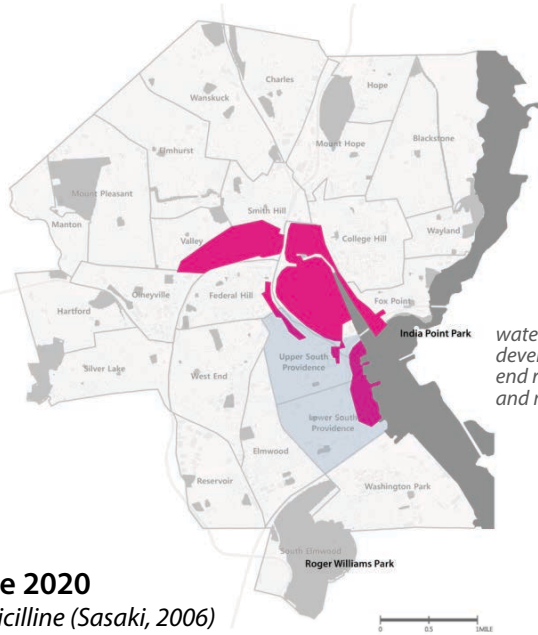 Charles
Hope
Wanskuck
Blackstone
Mount Hope
Elmhurst
Mount Pleasant
Smith Hill
Manton
Valley
College Hill
Wayland
Olneyville
Federal Hill
Fox Point
Hartford
India Point Park
water
devel
end r
and r
Upper South
Providence
Silver Lake
West End
Lower South
Providence
Elmwood
Reservoir
Washington Park
South Elmwood
Roger Williams Park
e 2020
icilline (Sasaki, 2006)
0 0.5 1MILE